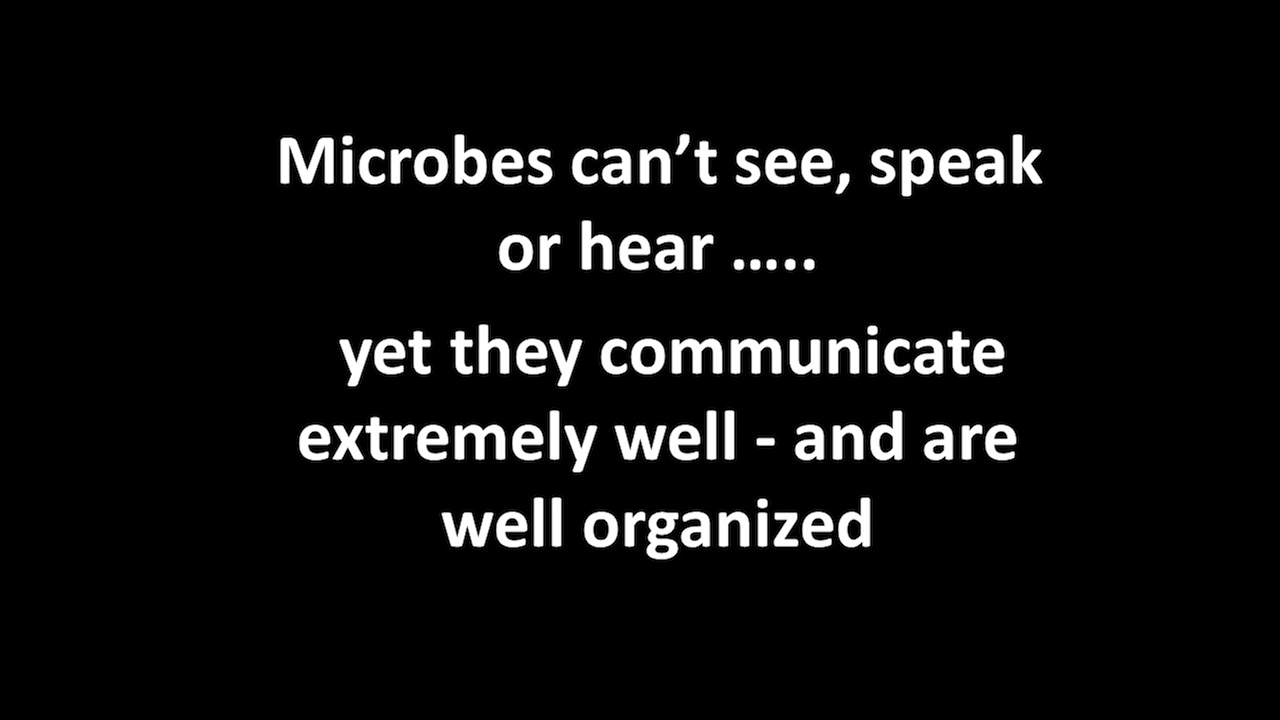 Microbes can’t see, speak
or hear …..
yet they communicate
extremely well - and are
well organized